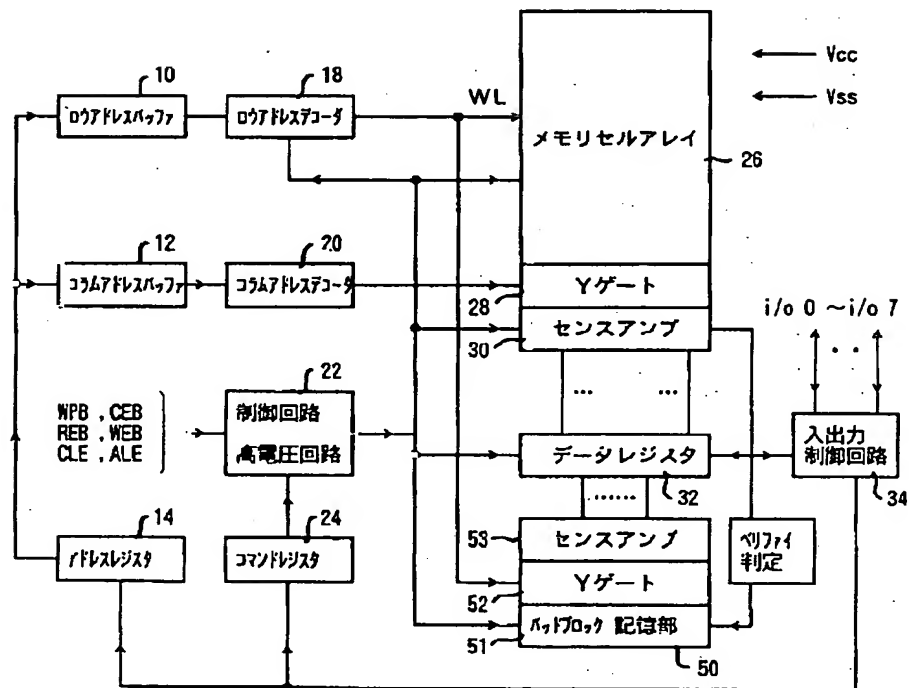 10
ロウアドレスバッファ
18
ロウアドレスデコーダ
WL
メモリセルアレイ
26
Vcc
Vss
12
コラムアドレスバッファ
20
コラムアドレスデコーダ
28
Yゲート
30
センスアンプ
i/o 0 ～i/o 7
WPB , CEB
REB , WEB
CLE , ALE
22
制御回路
高電圧回路
データレジスタ
32
入出力
制御回路
34
14
アドレスレジスタ
24
コマンドレジスタ
53
センスアンプ
52
Yゲート
51
バッドブロック 記憶部
50
ベリファイ
判定